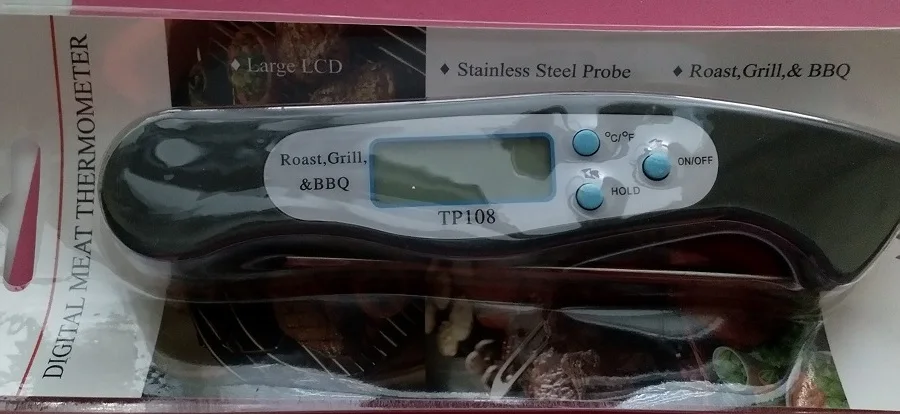 DIGITAL MEAT THERMOMETER
♦ Large LCD
♦ Stainless Steel Probe
♦ Roast,Grill,& BBQ
Roast,Grill,
&BBQ
TP108
°C/°F
ON/OFF
HOLD